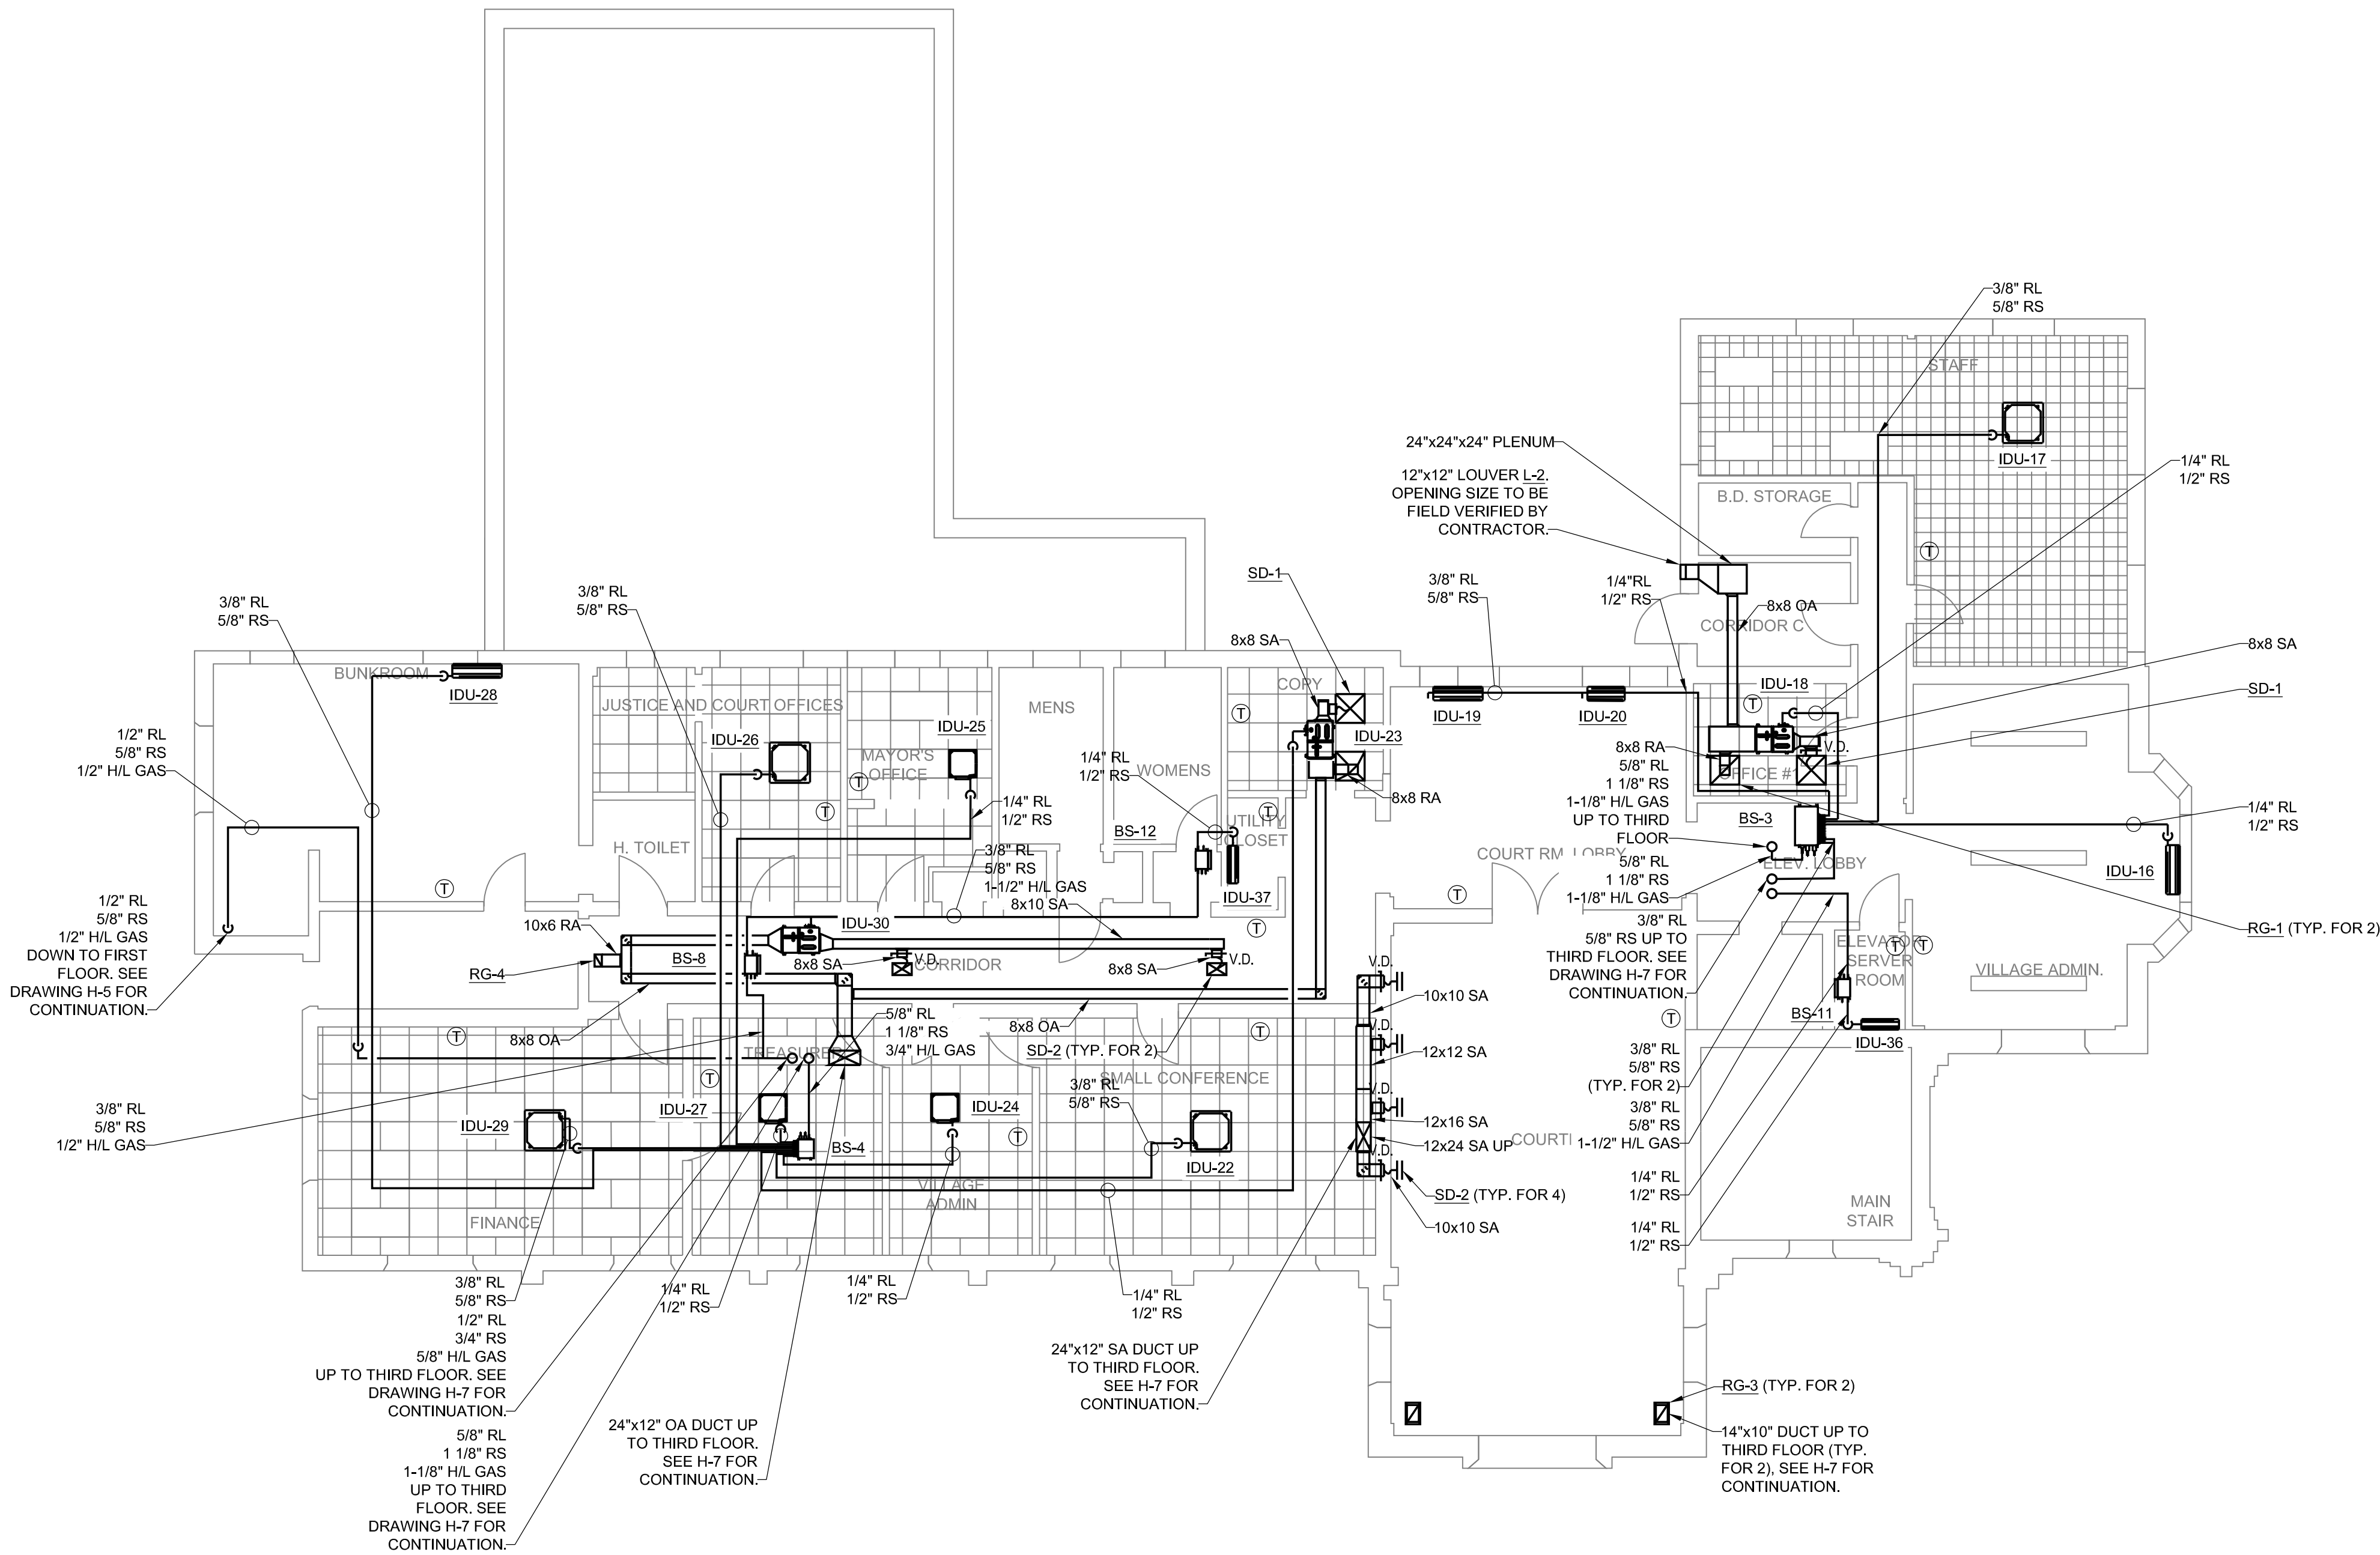 3/8" RL
5/8" RS
STAFF
IDU-17
24"x24"x24" PLENUM
12"x12" LOUVER L-2.
OPENING SIZE TO BE
FIELD VERIFIED BY
CONTRACTOR.
B.D. STORAGE
1/4" RL
1/2" RS
T
SD-1
3/8" RL
5/8" RS
1/4"RL
1/2" RS
8x8 OA
CORRIDOR C
3/8" RL
5/8" RS
3/8" RL
5/8" RS
8x8 SA
8x8 SA
SD-1
BUNKROOM
IDU-28
JUSTICE AND COURT OFFICES
MENS
COPY
T
IDU-19
IDU-20
IDU-18
T
1/2" RL
5/8" RS
1/2" H/L GAS
IDU-26
IDU-25
MAYOR'S
OFFICE
T
T
1/4" RL
1/2" RS
WOMENS
IDU-23
8x8 RA
8x8 RA
V.D.
OFFICE #1
5/8" RL
1 1/8" RS
1-1/8" H/L GAS
UP TO THIRD
FLOOR
1/4" RL
1/2" RS
BS-12
T
UTILITY
CLOSET
BS-3
1/4" RL
1/2" RS
H. TOILET
3/8" RL
5/8" RS
1-1/2" H/L GAS
8x10 SA
IDU-37
COURT RM. LOBBY
ELEV. LOBBY
5/8" RL
1 1/8" RS
1-1/8" H/L GAS
IDU-16
T
T
T
1/2" RL
5/8" RS
1/2" H/L GAS
DOWN TO FIRST
FLOOR. SEE
DRAWING H-5 FOR
CONTINUATION.
10x6 RA
IDU-30
RG-4
BS-8
8x8 SA
V.D.
CORRIDOR
8x8 SA
V.D.
V.D.
3/8" RL
5/8" RS UP TO
THIRD FLOOR. SEE
DRAWING H-7 FOR
CONTINUATION.
ELEVATOR
SERVER
ROOM
T
T
RG-1 (TYP. FOR 2)
VILLAGE ADMIN.
10x10 SA
T
8x8 OA
TREASURER
5/8" RL
1 1/8" RS
3/4" H/L GAS
8x8 OA
SD-2 (TYP. FOR 2)
T
V.D.
12x12 SA
T
BS-11
IDU-36
3/8" RL
5/8" RS
1/2" H/L GAS
IDU-29
T
IDU-27
IDU-24
T
3/8" RL
5/8" RS
SMALL CONFERENCE
V.D.
12x16 SA
12x24 SA UP
3/8" RL
5/8" RS
(TYP. FOR 2)
3/8" RL
5/8" RS
1-1/2" H/L GAS
T
BS-4
IDU-22
V.D.
VILLAGE
ADMIN
FINANCE
SD-2 (TYP. FOR 4)
10x10 SA
1/4" RL
1/2" RS
1/4" RL
1/2" RS
MAIN
STAIR
3/8" RL
5/8" RS
1/4" RL
1/2" RS
1/4" RL
1/2" RS
1/4" RL
1/2" RS
1/2" RL
3/4" RS
5/8" H/L GAS
UP TO THIRD FLOOR. SEE
DRAWING H-7 FOR
CONTINUATION.
24"x12" SA DUCT UP
TO THIRD FLOOR.
SEE H-7 FOR
CONTINUATION.
24"x12" OA DUCT UP
TO THIRD FLOOR.
SEE H-7 FOR
CONTINUATION.
RG-3 (TYP. FOR 2)
14"x10" DUCT UP TO
THIRD FLOOR (TYP.
FOR 2), SEE H-7 FOR
CONTINUATION.
5/8" RL
1 1/8" RS
1-1/8" H/L GAS
UP TO THIRD
FLOOR. SEE
DRAWING H-7 FOR
CONTINUATION.